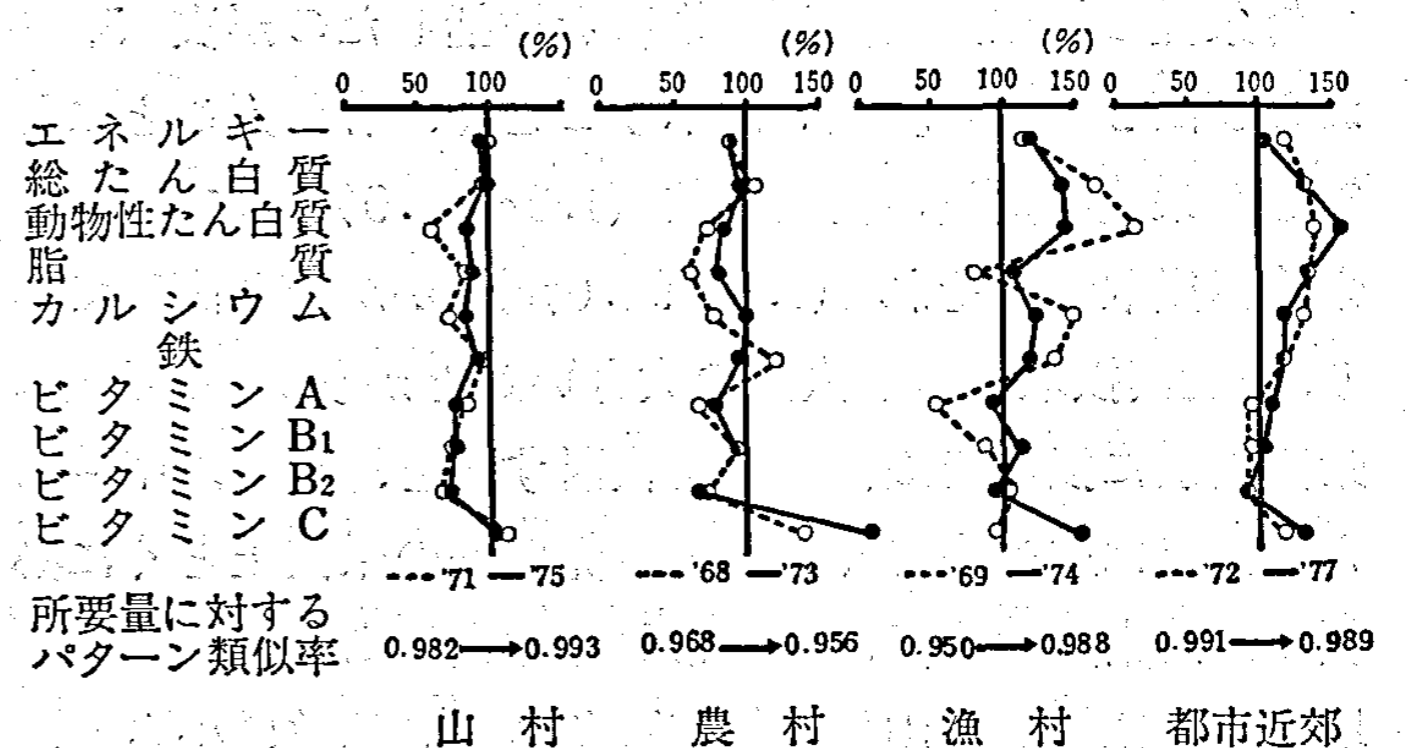 (%) (%) (%)
0 50 100 0 50 100 150 0 50 100 150 0 50 100 150
エネルギー
総たん白質
動物性たん白質
脂質
カルシウム
鉄
ビタミンA
ビタミンB1
ビタミンB2
ビタミンC
'71 '75 '68 '73 '69 '74 '72 '77
所要量に対する
パターン類似率 0.982 0.993 0.968 0.956 0.950 0.988 0.991 0.989
山村 農村 漁村 都市近郊